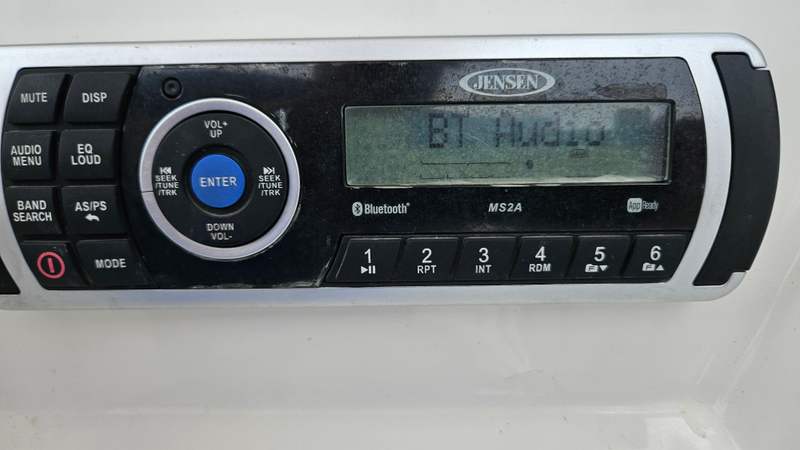 JENSEN
MUTE
DISP
VOL+
UP
BT Audio
AUDIO
MENU
EQ
LOUD
SEEK
/TUNE
/TRK
ENTER
SEEK
/TUNE
/TRK
BAND
SEARCH
AS/PS
DOWN
VOL-
Bluetooth®
MS2A
App Ready
MODE
1
2
RPT
3
INT
4
RDM
5
F
6
F